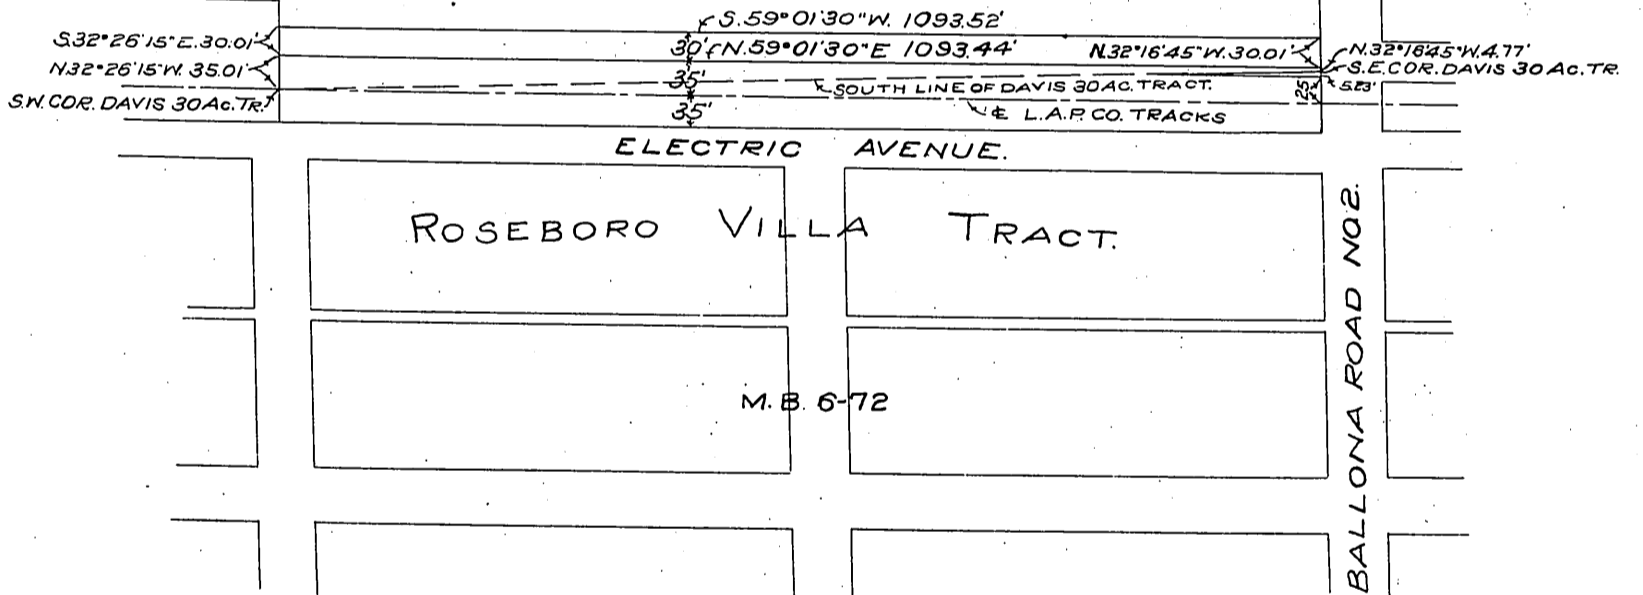 S.59°01'30"W. 1093.52'
S.32°26'15"E.30.01'
30'
N.59°01'30"E 1093.44'
N.32°16'45"W.30.01'
N.32°16'45"W.4.77'
N.32°26'15"W. 35.01'
S.E.COR. DAVIS 30 AC. TR.
35'
SOUTH LINE OF DAVIS 30 AC. TRACT.
25'
5.23'
S.W. COR. DAVIS 30 AC. TR.
35'
℄ L.A.P. CO. TRACKS
ELECTRIC AVENUE.
ROSEBORO VILLA TRACT.
M.B. 6-72
BALLONA ROAD NO.2.